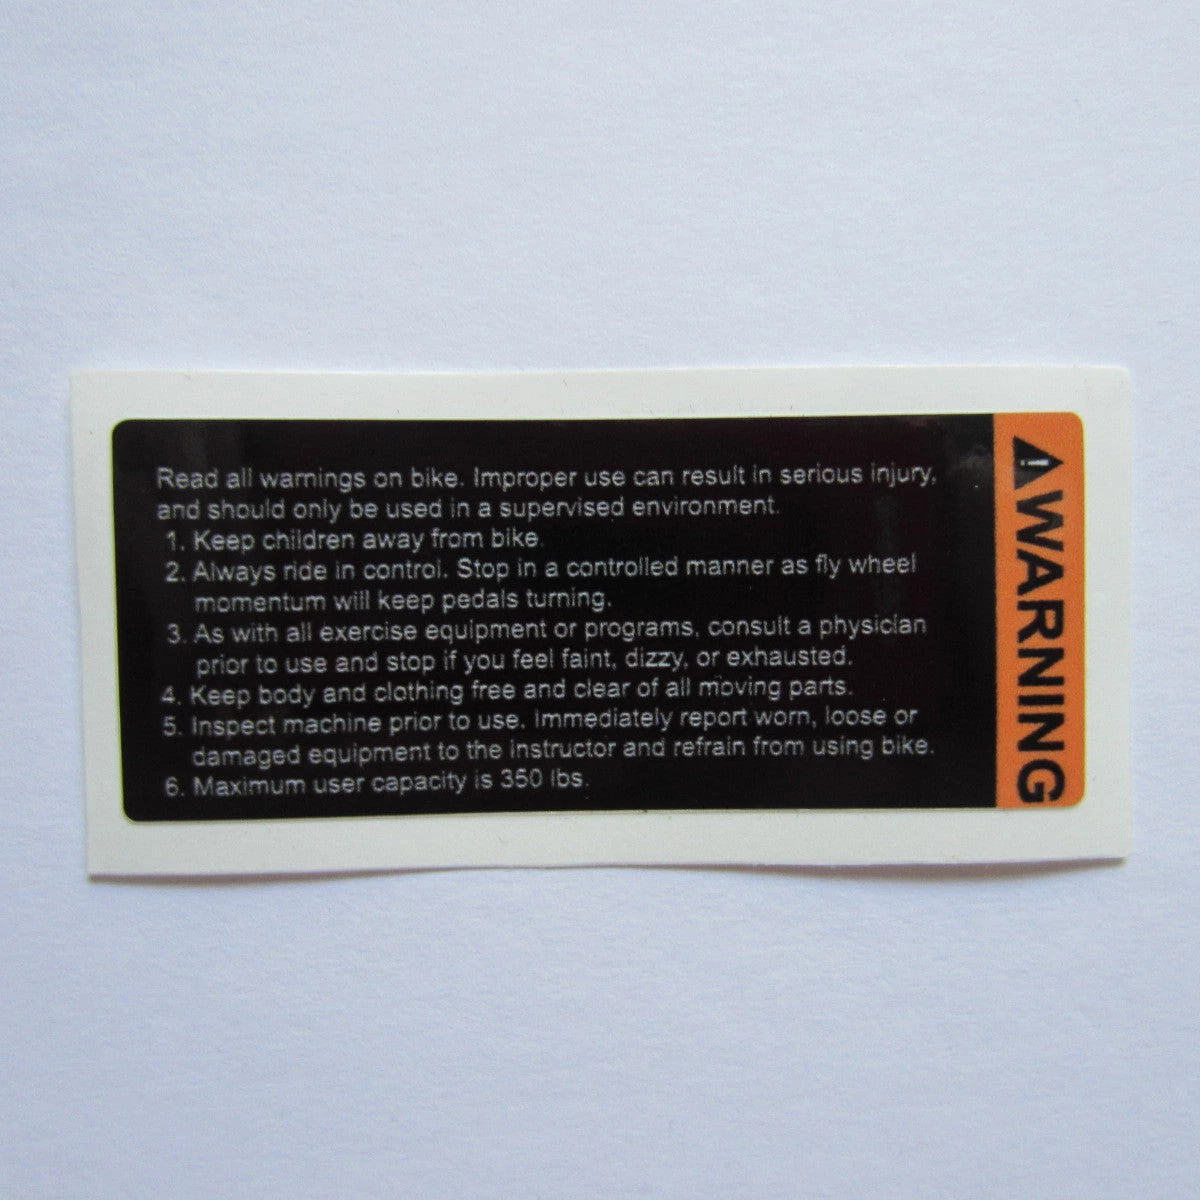 Read all warnings on bike. Improper use can result in serious injury,
and should only be used in a supervised environment.
1. Keep children away from bike.
2. Always ride in control. Stop in a controlled manner as fly wheel
momentum will keep pedals turning.
3. As with all exercise equipment or programs, consult a physician
prior to use and stop if you feel faint, dizzy, or exhausted.
4. Keep body and clothing free and clear of all moving parts.
5. Inspect machine prior to use. Immediately report worn, loose or
damaged equipment to the instructor and refrain from using bike.
6. Maximum user capacity is 350 lbs.
WARNING